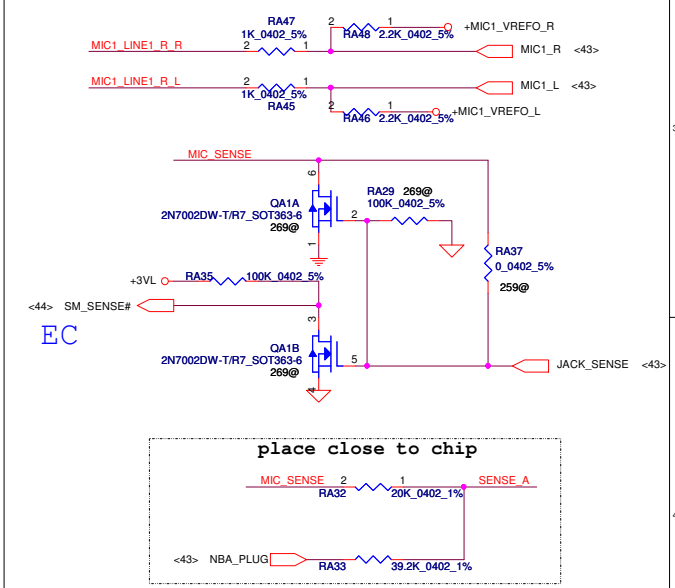 RA47
1K_0402_5%
2 1
RA48 2.2K_0402_5%
+MIC1_VREFO_R
MIC1_LINE1_R_R
2 1
MIC1_R <43>
MIC1_LINE1_R_L
2 1
1K_0402_5%
RA45
MIC1_L <43>
2 1
RA46 2.2K_0402_5%
+MIC1_VREFO_L
3
MIC_SENSE
6
QA1A
2N7002DW-T/R7_SOT363-6
269@
2
1
RA29 269@
100K_0402_5%
RA37
0_0402_5%
259@
+3VL
RA35 100K_0402_5%
<44> SM_SENSE#
EC
3
QA1B
2N7002DW-T/R7_SOT363-6
269@
5
4
JACK_SENSE <43>
place close to chip
MIC_SENSE 2 1 SENSE_A
RA32 20K_0402_1%
4
<43> NBA_PLUG
RA33 39.2K_0402_1%